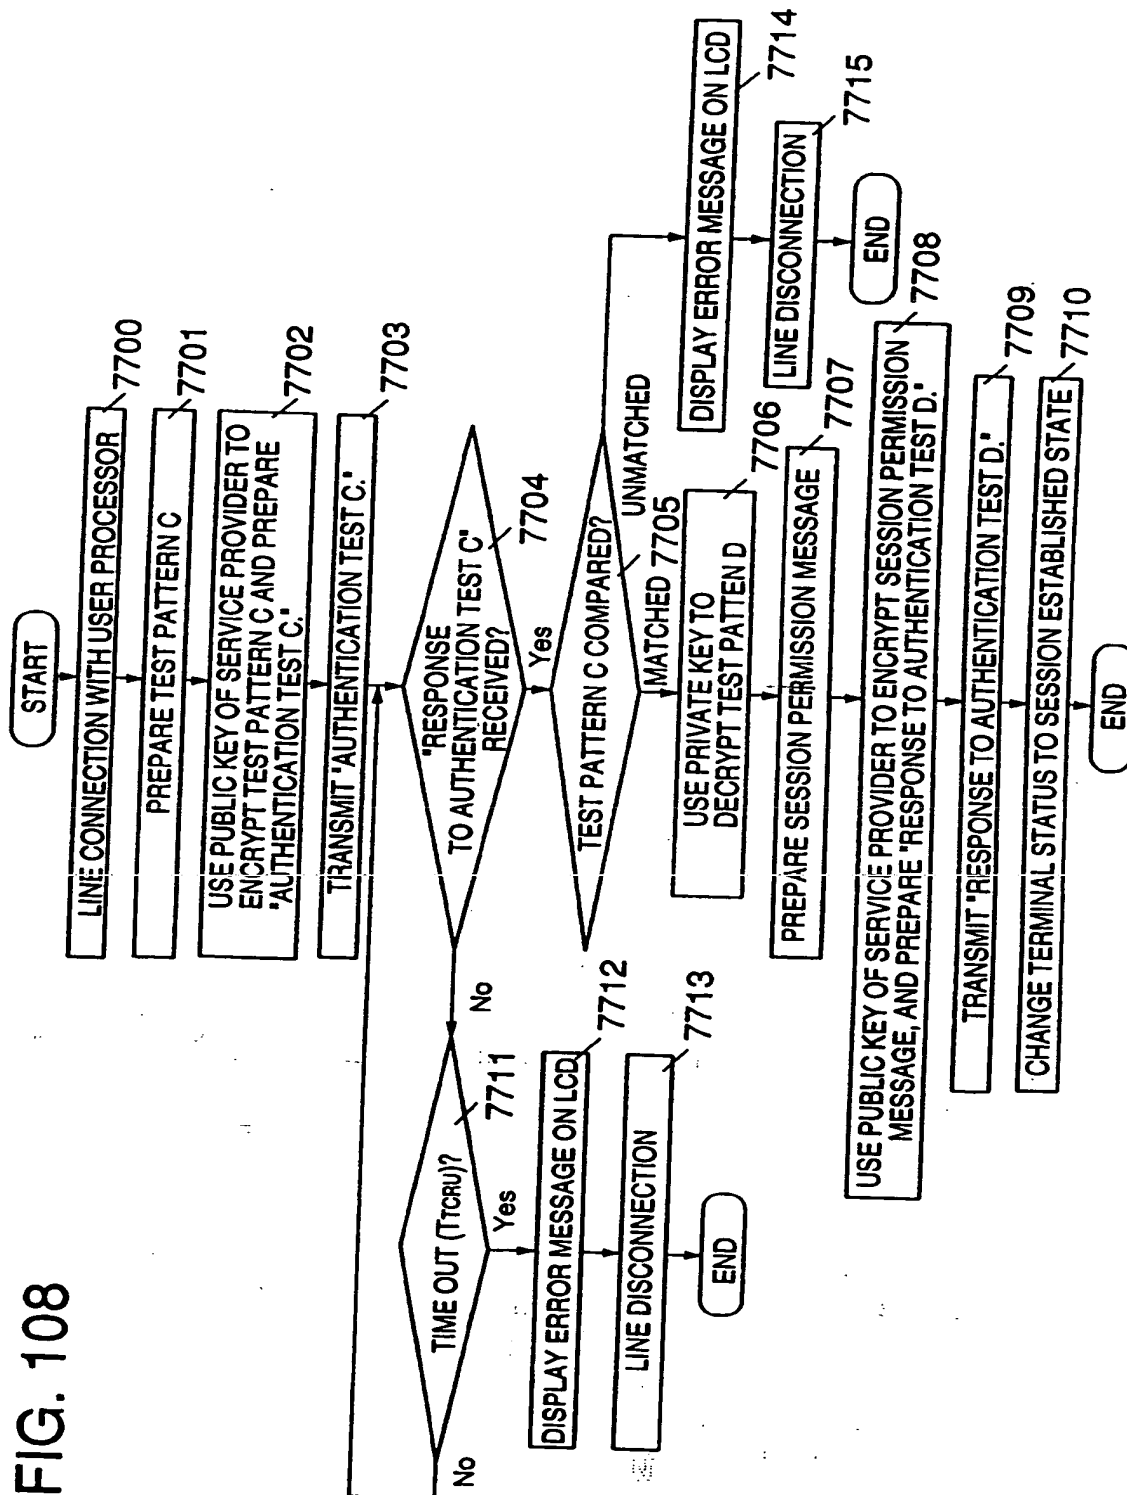 FIG. 108
START
LINE CONNECTION WITH USER PROCESSOR
7700
PREPARE TEST PATTERN C
7701
USE PUBLIC KEY OF SERVICE PROVIDER TO
ENCRYPT TEST PATTERN C AND PREPARE
"AUTHENTICATION TEST C."
7702
TRANSMIT "AUTHENTICATION TEST C."
7703
"RESPONSE
TO AUTHENTICATION TEST C"
RECEIVED?
7704
No
Yes
TIME OUT (TTCRU)?
7711
No
Yes
DISPLAY ERROR MESSAGE ON LCD
7712
LINE DISCONNECTION
7713
END
TEST PATTERN C COMPARED?
7705
MATCHED
UNMATCHED
USE PRIVATE KEY TO
DECRYPT TEST PATTEN D
7706
PREPARE SESSION PERMISSION MESSAGE
7707
USE PUBLIC KEY OF SERVICE PROVIDER TO ENCRYPT SESSION PERMISSION
MESSAGE, AND PREPARE "RESPONSE TO AUTHENTICATION TEST D."
7708
TRANSMIT "RESPONSE TO AUTHENTICATION TEST D."
7709
CHANGE TERMINAL STATUS TO SESSION ESTABLISHED STATE
7710
END
DISPLAY ERROR MESSAGE ON LCD
7714
LINE DISCONNECTION
7715
END